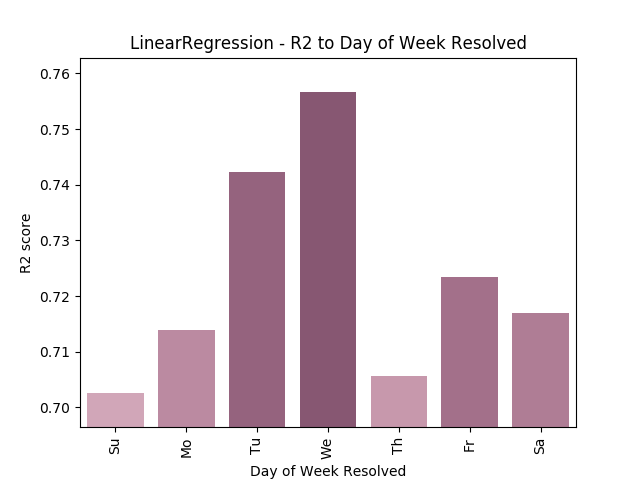 LinearRegression - R2 to Day of Week Resolved
0.76
0.75
0.74
0.73
0.72
0.71
0.70
R2 score
Su
Mo
Tu
We
Th
Fr
Sa
Day of Week Resolved